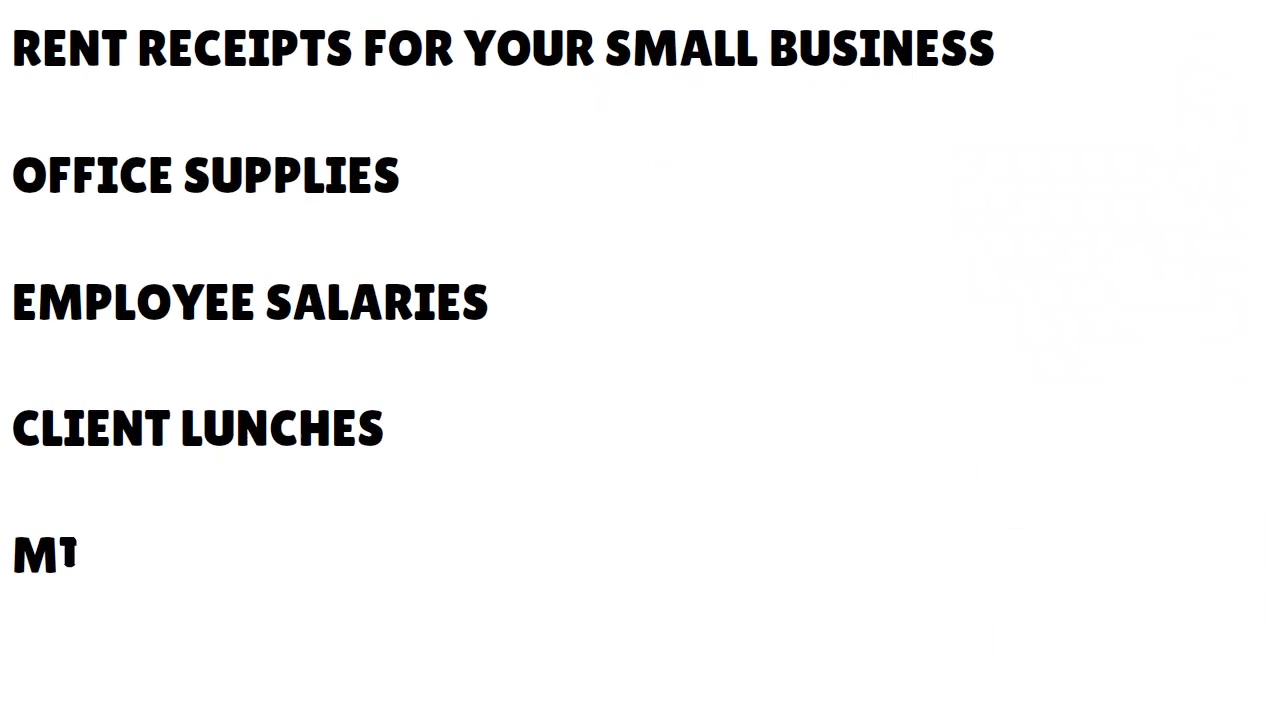 RENT RECEIPTS FOR YOUR SMALL BUSINESS
OFFICE SUPPLIES
EMPLOYEE SALARIES
CLIENT LUNCHES